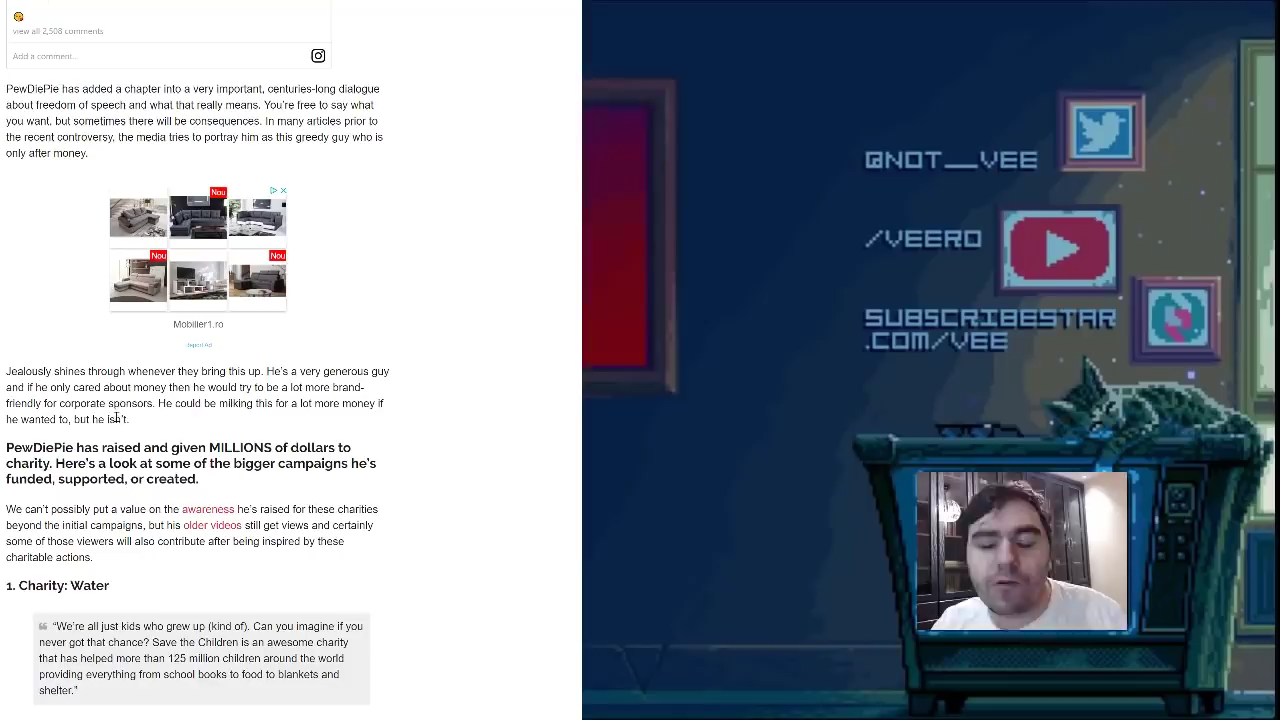 view all 2,508 comments
Add a comment...
PewDiePie has added a chapter into a very important, centuries-long dialogue
about freedom of speech and what that really means. You're free to say what
you want, but sometimes there will be consequences. In many articles prior to
the recent controversy, the media tries to portray him as this greedy guy who is
only after money.
Nou
Nou
Nou
Mobilier1.ro
Report Ad
Jealously shines through whenever they bring this up. He's a very generous guy
and if he only cared about money then he would try to be a lot more brand-
friendly for corporate sponsors. He could be milking this for a lot more money if
he wanted to, but he isn't.
PewDiePie has raised and given MILLIONS of dollars to
charity. Here's a look at some of the bigger campaigns he's
funded, supported, or created.
We can't possibly put a value on the awareness he's raised for these charities
beyond the initial campaigns, but his older videos still get views and certainly
some of those viewers will also contribute after being inspired by these
charitable actions.
1. Charity: Water
"We're all just kids who grew up (kind of). Can you imagine if you
never got that chance? Save the Children is an awesome charity
that has helped more than 125 million children around the world
providing everything from school books to food to blankets and
shelter."
@NOT__VEE
/VEERO
SUBSCRIBESTAR
.COM/VEE